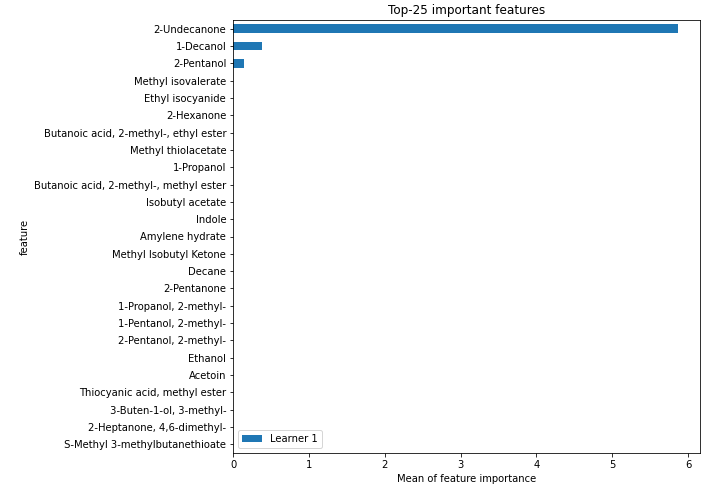 Top-25 important features
2-Undecanone
1-Decanol
2-Pentanol
Methyl isovalerate
Ethyl isocyanide
2-Hexanone
Butanoic acid, 2-methyl-, ethyl ester
Methyl thiolacetate
1-Propanol
Butanoic acid, 2-methyl-, methyl ester
Isobutyl acetate
Indole
Amylene hydrate
Methyl Isobutyl Ketone
Decane
2-Pentanone
1-Propanol, 2-methyl-
1-Pentanol, 2-methyl-
2-Pentanol, 2-methyl-
Ethanol
Acetoin
Thiocyanic acid, methyl ester
3-Buten-1-ol, 3-methyl-
2-Heptanone, 4,6-dimethyl-
S-Methyl 3-methylbutanethioate
feature
Learner 1
0 1 2 3 4 5 6
Mean of feature importance